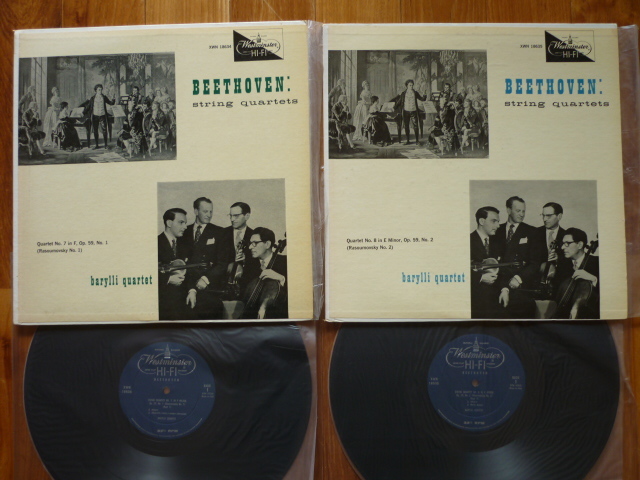 XWN 18034
Westminster
HI-FI
BEETHOVEN:
string quartets
Quartet No. 7 in F, Op. 59, No. 1
(Rasoumovsky No. 1)
barylli quartet
Westminster
HI-FI
Westminster
HI-FI
BEETHOVEN:
string quartets
Quartet No. 8 in E Minor, Op. 59, No. 2
(Rasoumovsky No. 2)
barylli quartet
Westminster
HI-FI